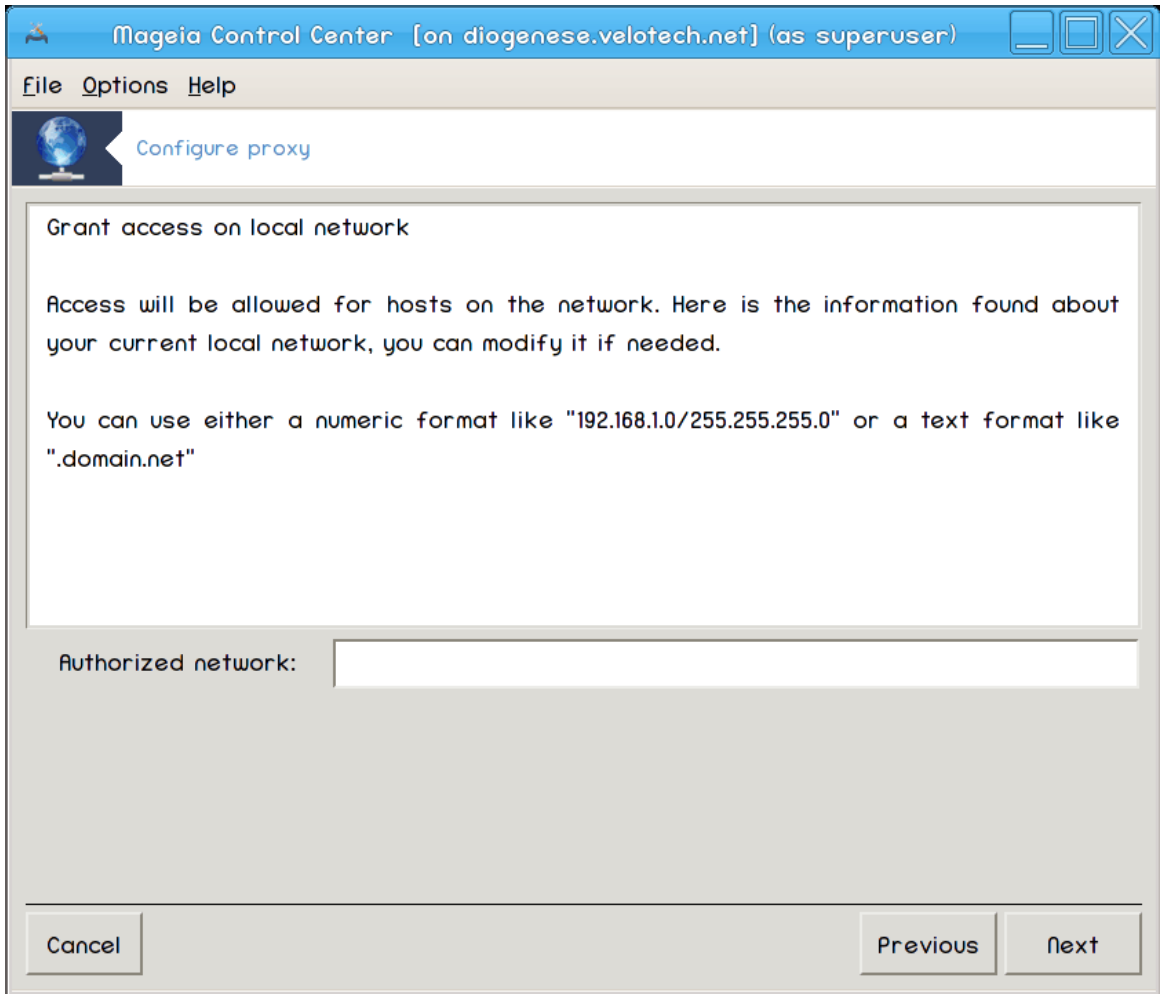 Mageia Control Center [on diogenese.velotech.net] (as superuser)
File Options Help
Configure proxy
Grant access on local network
Access will be allowed for hosts on the network. Here is the information found about
your current local network, you can modify it if needed.
You can use either a numeric format like "192.168.1.0/255.255.255.0" or a text format like
".domain.net"
Authorized network:
Cancel Previous Next